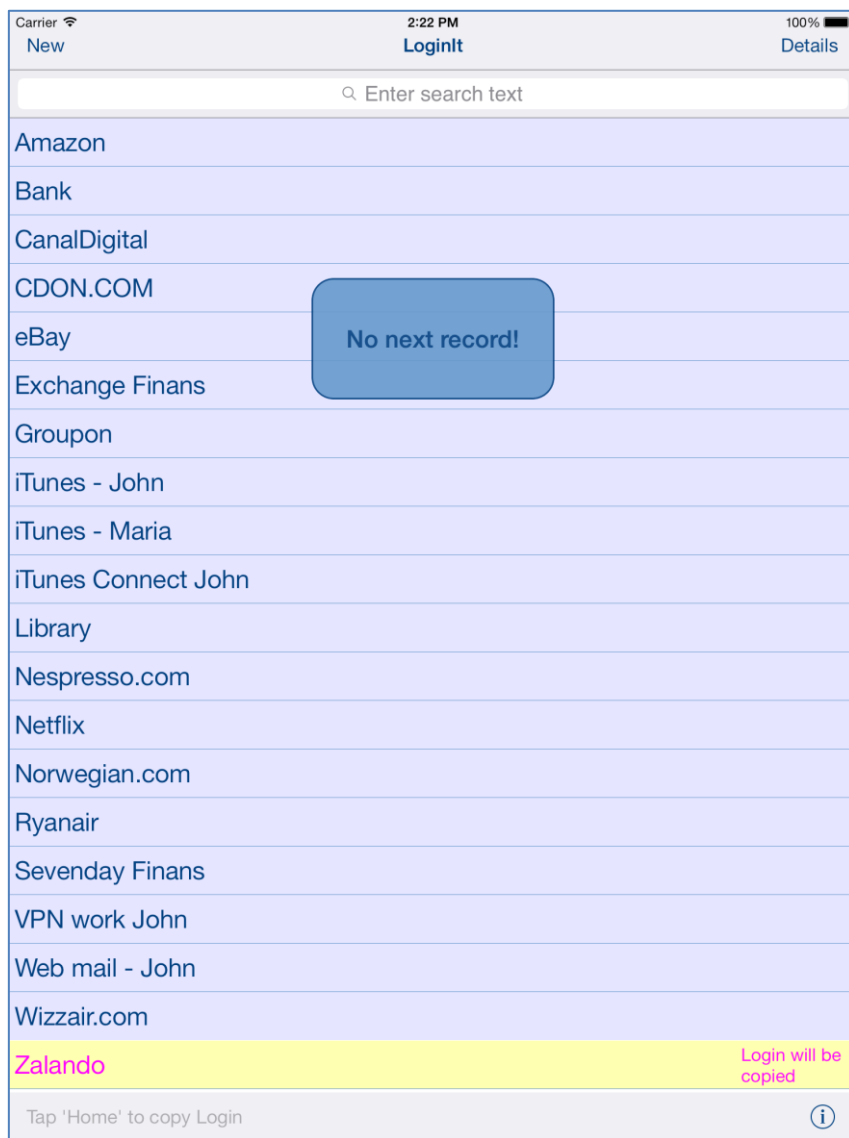 Carrier 2:22 PM 100%
New LoginIt Details
Enter search text
Amazon
Bank
CanalDigital
CDON.COM
eBay
No next record!
Exchange Finans
Groupon
iTunes - John
iTunes - Maria
iTunes Connect John
Library
Nespresso.com
Netflix
Norwegian.com
Ryanair
Sevenday Finans
VPN work John
Web mail - John
Wizzair.com
Zalando
Login will be
copied
Tap 'Home' to copy Login